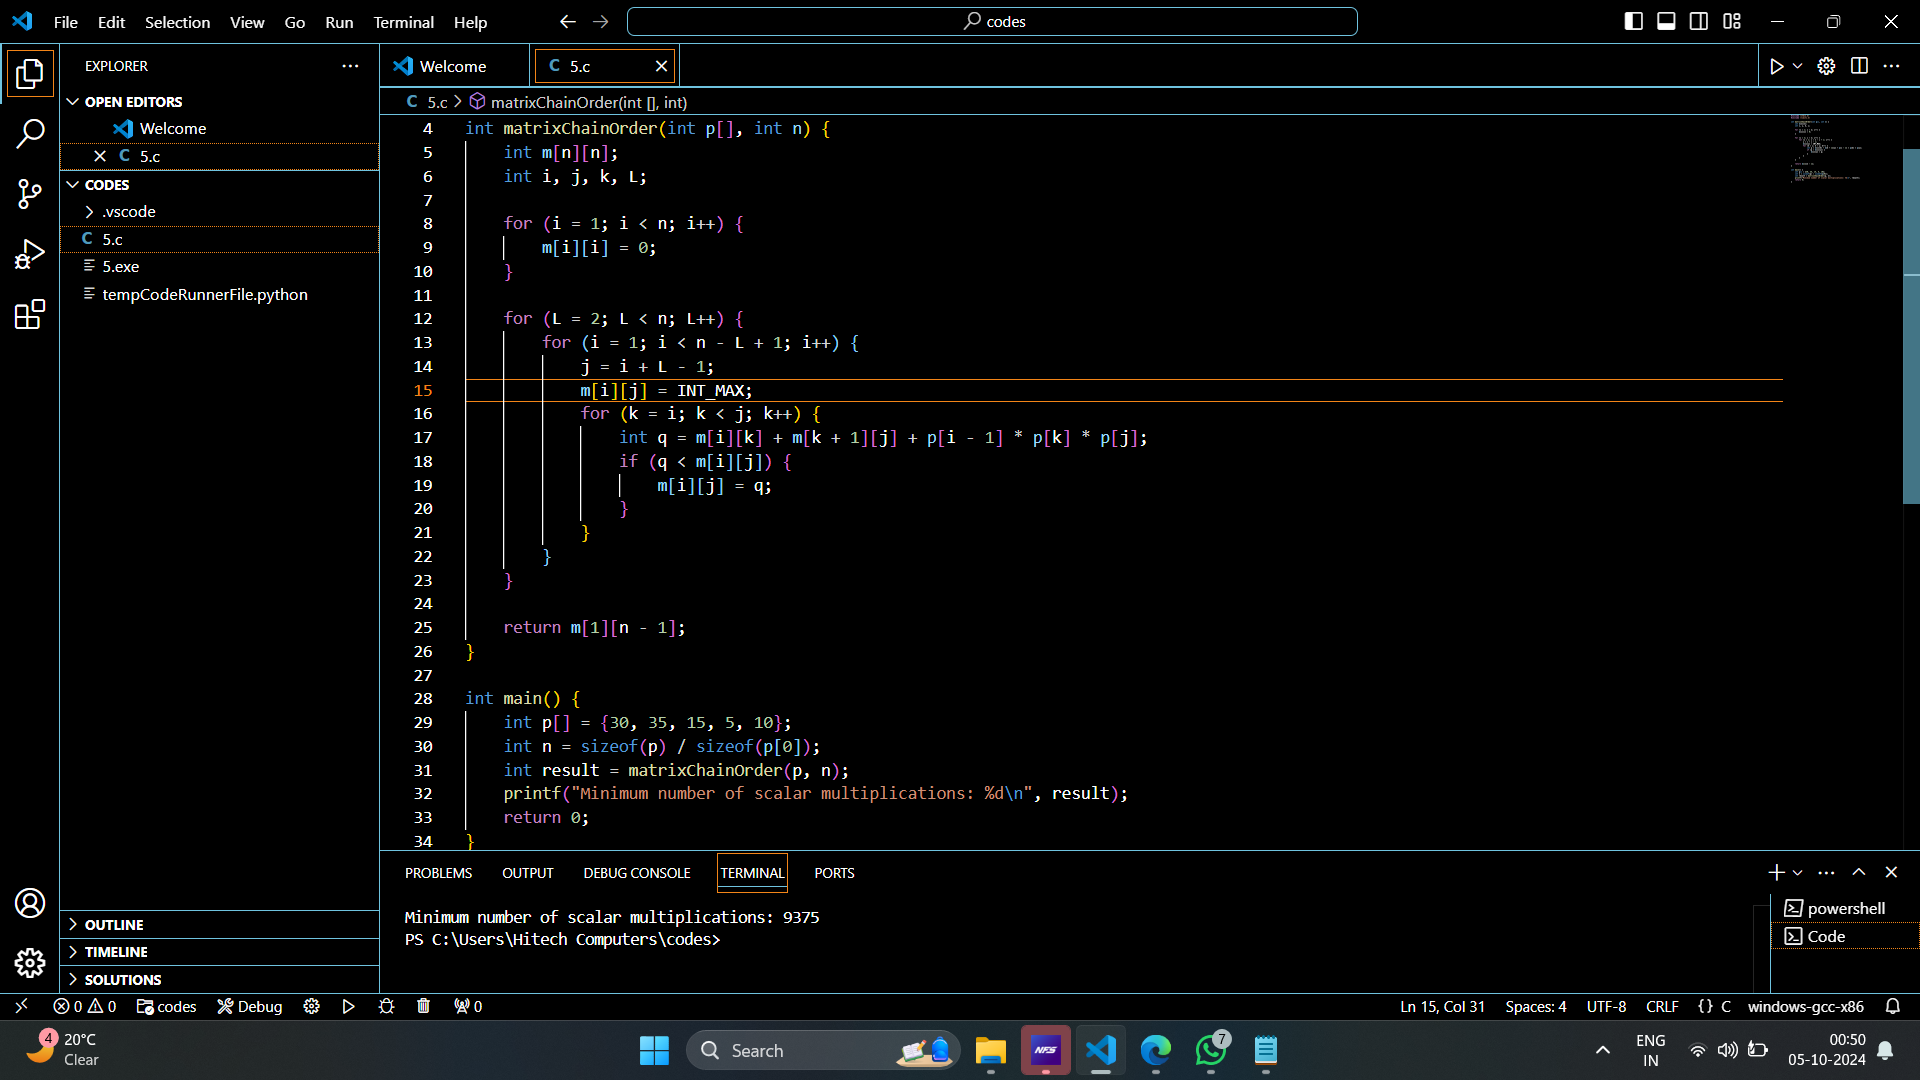 File Edit Selection View Go Run Terminal Help
codes
EXPLORER
OPEN EDITORS
Welcome
C 5.c
CODES
.vscode
C 5.c
5.exe
tempCodeRunnerFile.python
OUTLINE
TIMELINE
SOLUTIONS
Welcome
C 5.c
C 5.c > matrixChainOrder(int [], int)
4 int matrixChainOrder(int p[], int n) {
5 int m[n][n];
6 int i, j, k, L;
7
8 for (i = 1; i < n; i++) {
9 m[i][i] = 0;
10 }
11
12 for (L = 2; L < n; L++) {
13 for (i = 1; i < n - L + 1; i++) {
14 j = i + L - 1;
15 m[i][j] = INT_MAX;
16 for (k = i; k < j; k++) {
17 int q = m[i][k] + m[k + 1][j] + p[i - 1] * p[k] * p[j];
18 if (q < m[i][j]) {
19 m[i][j] = q;
20 }
21 }
22 }
23 }
24
25 return m[1][n - 1];
26 }
27
28 int main() {
29 int p[] = {30, 35, 15, 5, 10};
30 int n = sizeof(p) / sizeof(p[0]);
31 int result = matrixChainOrder(p, n);
32 printf("Minimum number of scalar multiplications: %d\n", result);
33 return 0;
34 }
PROBLEMS OUTPUT DEBUG CONSOLE TERMINAL PORTS
Minimum number of scalar multiplications: 9375
PS C:\Users\Hitech Computers\codes>
powershell
Code
0 0 codes Debug 0
Ln 15, Col 31 Spaces: 4 UTF-8 CRLF {} C windows-gcc-x86
4
20°C
Clear
Search
NFS
7
ENG
IN
00:50
05-10-2024